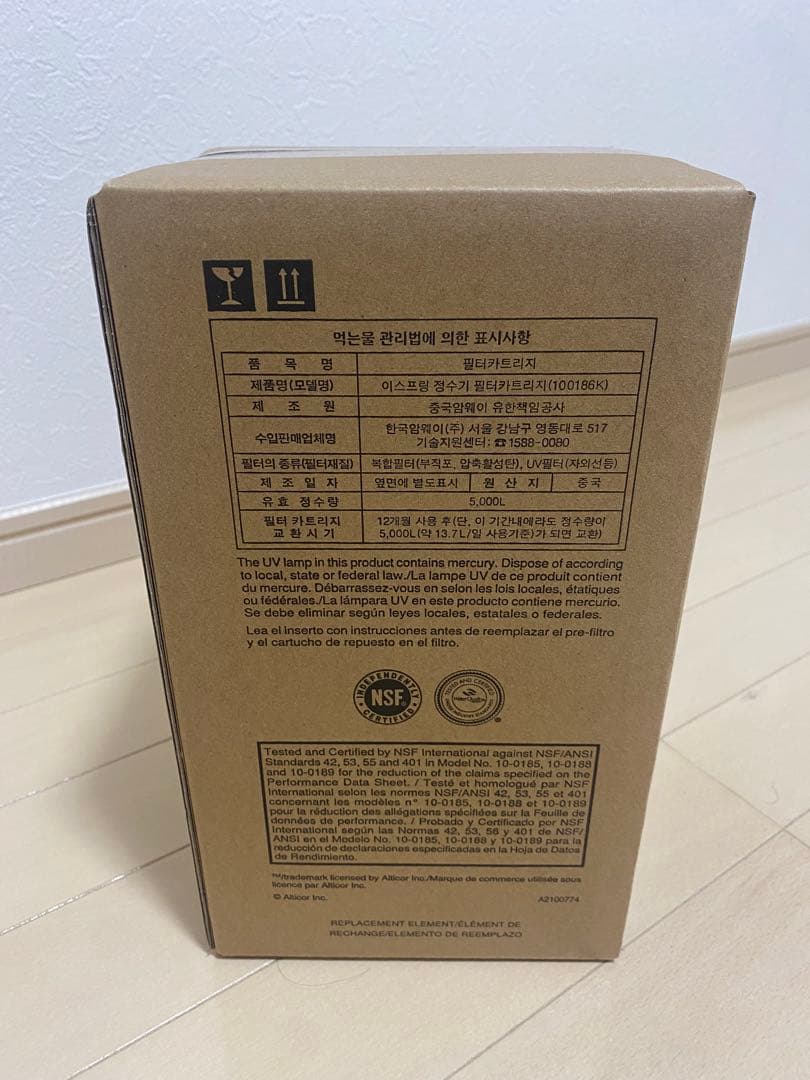 먹는물 관리법에 의한 표시사항
품 목 명 필터카트리지
제품명(모델명) 이스프링 정수기 필터카트리지(100186K)
제 조 원 중국암웨이 유한책임공사
수입판매업체명 한국암웨이(주) 서울 강남구 영동대로 517
기술지원센터: ☎1588-0080
필터의 종류(필터재질) 복합필터(부직포, 압축활성탄), UV필터(자외선등)
제 조 일 자 옆면에 별도표시 원 산 지 중국
유효 정수량 5,000L
필터 카트리지 12개월 사용 후(단, 이 기간내에라도 정수량이
교 환 시 기 5,000L(약 13.7L/일 사용기준)가 되면 교환)
The UV lamp in this product contains mercury. Dispose of according
to local, state or federal law./La lampe UV de ce produit contient
du mercure. Débarrassez-vous en selon les lois locales, étatiques
ou fédérales./La lámpara UV en este producto contiene mercurio.
Se debe eliminar según leyes locales, estatales o federales.
Lea el inserto con instrucciones antes de reemplazar el pre-filtro
y el cartucho de repuesto en el filtro.
INDEPENDENTLY
NSF®
CERTIFIED
TESTED AND CERTIFIED
Tested and Certified by NSF International against NSF/ANSI
Standards 42, 53, 55 and 401 in Model No. 10-0185, 10-0188
and 10-0189 for the reduction of the claims specified on the
Performance Data Sheet. / Testé et homologué par NSF
International selon les normes NSF/ANSI 42, 53, 55 et 401
concernant les modèles n° 10-0185, 10-0188 et 10-0189
pour la réduction des allégations spécifiées sur la Feuille de
données de performance. / Probado y Certificado por NSF
International según las Normas 42, 53, 56 y 401 de NSF/
ANSI en el Modelo No. 10-0185, 10-0188 y 10-0189 para la
reducción de declaraciones especificadas en la Hoja de Datos
de Rendimiento.
™/trademark licensed by Alticor Inc./Marque de commerce utilisée sous
licence par Alticor Inc.
© Alticor Inc. A2100774
REPLACEMENT ELEMENT/ÉLÉMENT DE
RECHANGE/ELEMENTO DE REEMPLAZO